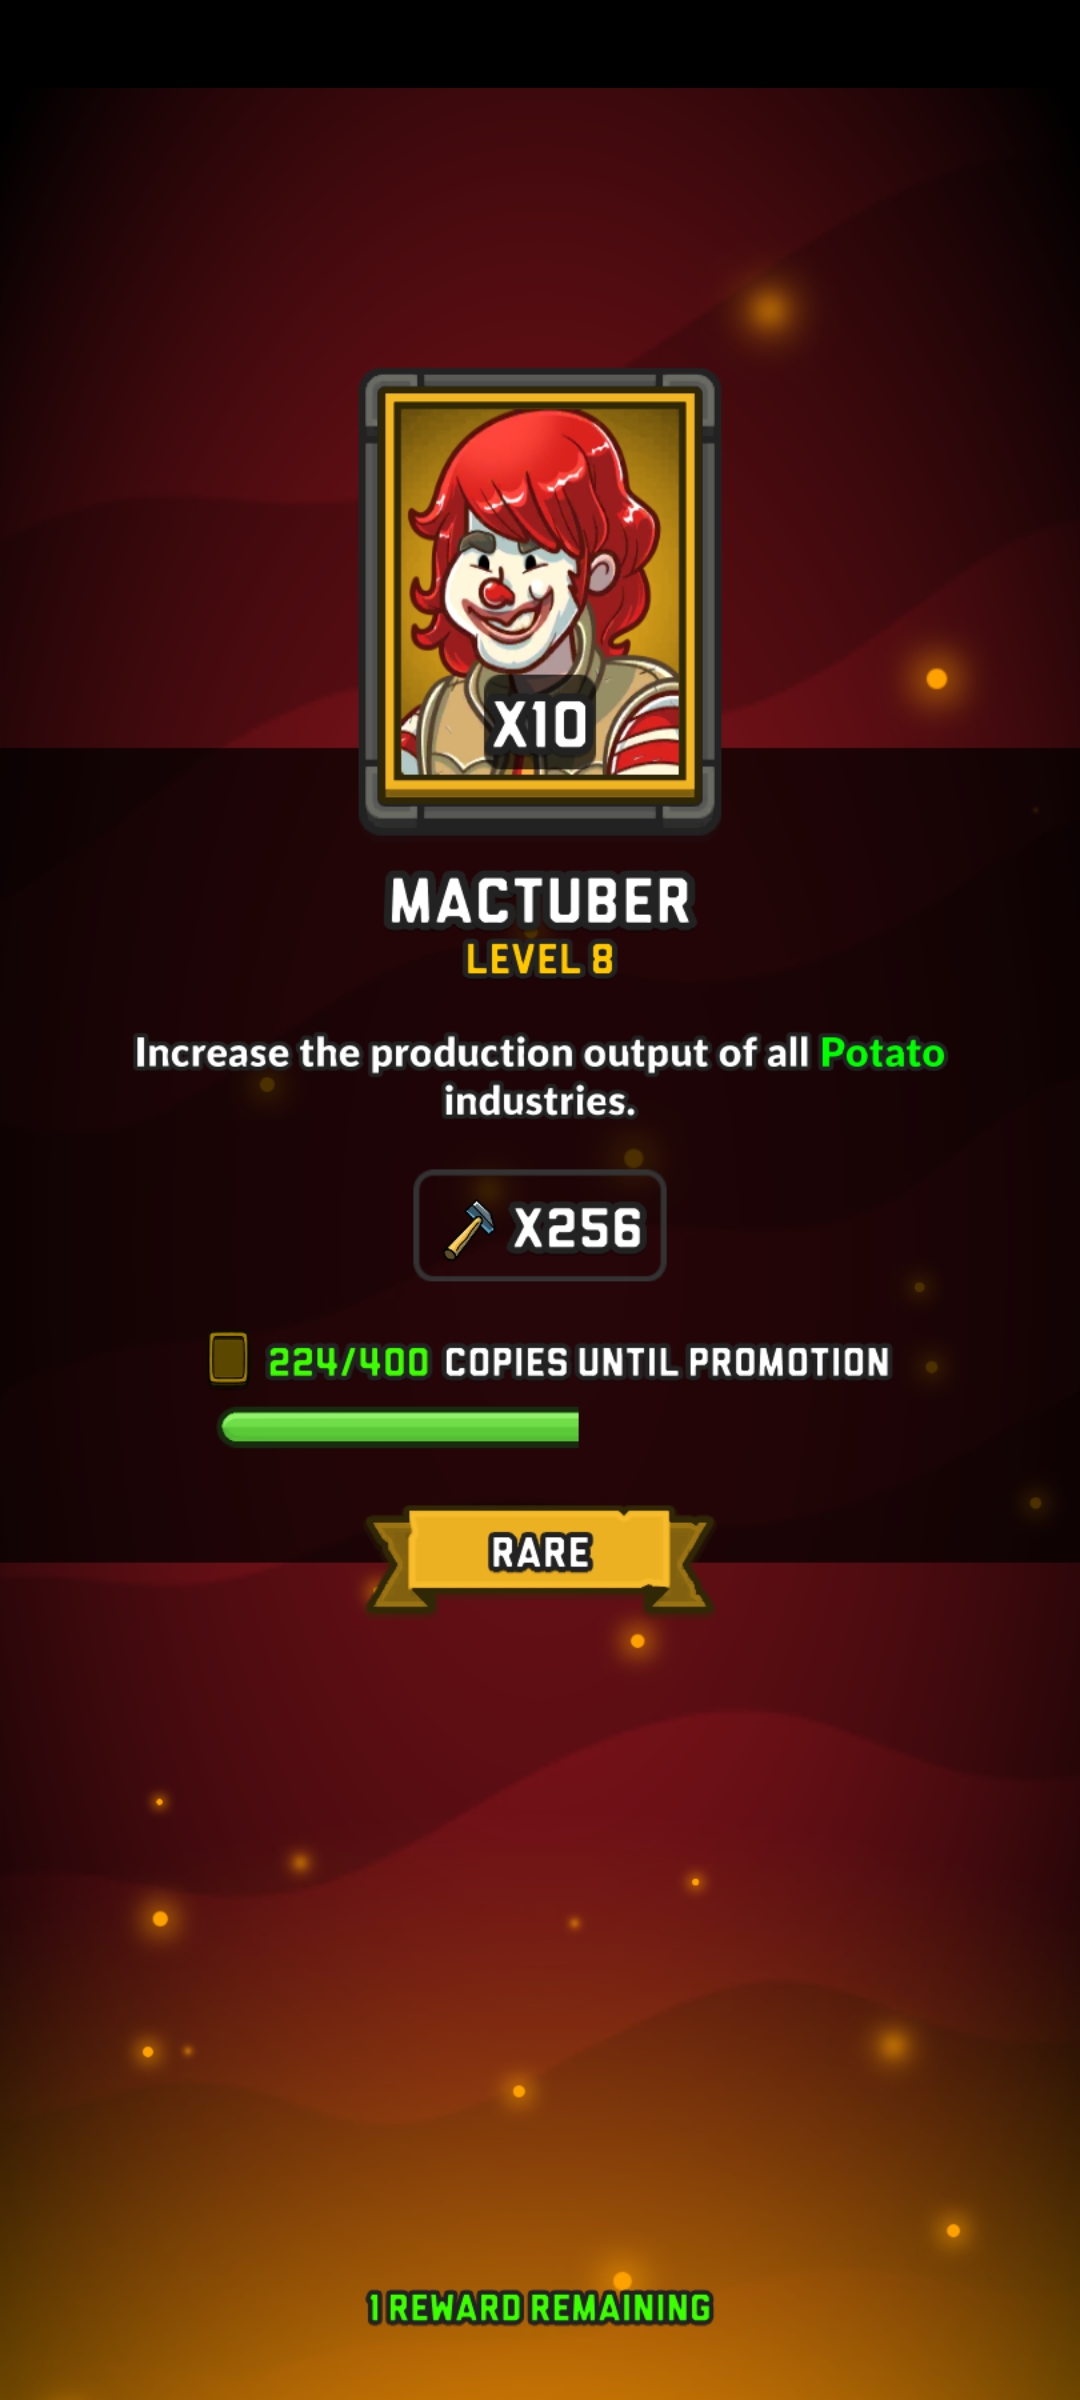 X10
MACTUBER
LEVEL 8
Increase the production output of all Potato
industries.
X256
224/400 COPIES UNTIL PROMOTION
RARE
1 REWARD REMAINING